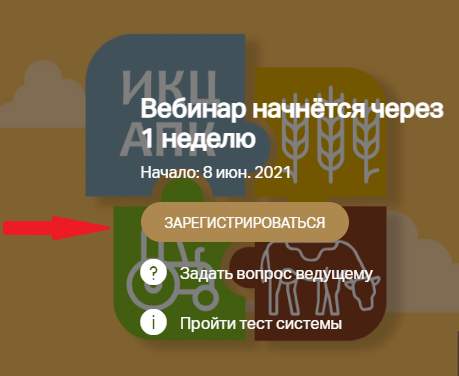 ИКЦ
АПК
Вебинар начнётся через
1 неделю
Начало: 8 июн. 2021
ЗАРЕГИСТРИРОВАТЬСЯ
? Задать вопрос ведущему
i Пройти тест системы